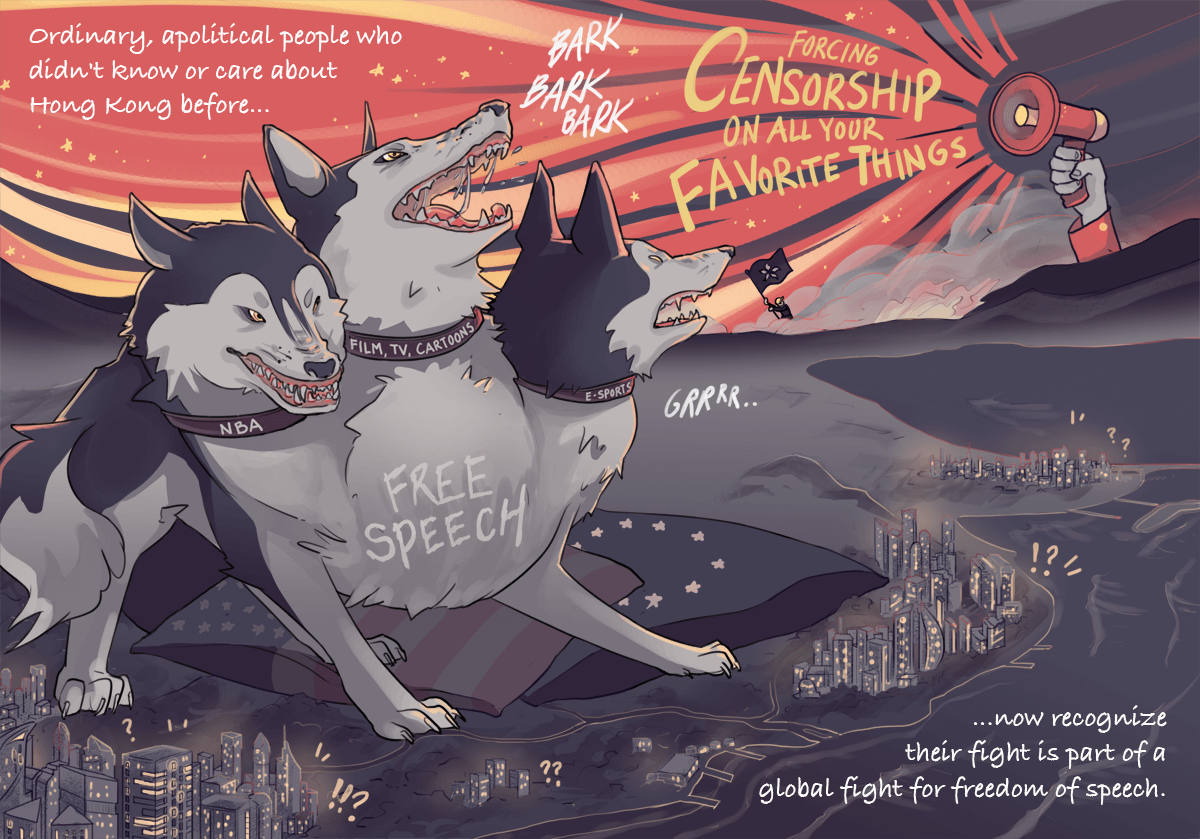 Ordinary, apolitical people who
didn't know or care about
Hong Kong before...
BARK
BARK
BARK
FORCING
CENSORSHIP
ON ALL YOUR
FAVORITE THINGS
FILM, TV, CARTOONS
E-SPORTS
NBA
GRRRR..
FREE
SPEECH
!?
??
?
!!?
??
...now recognize
their fight is part of a
global fight for freedom of speech.